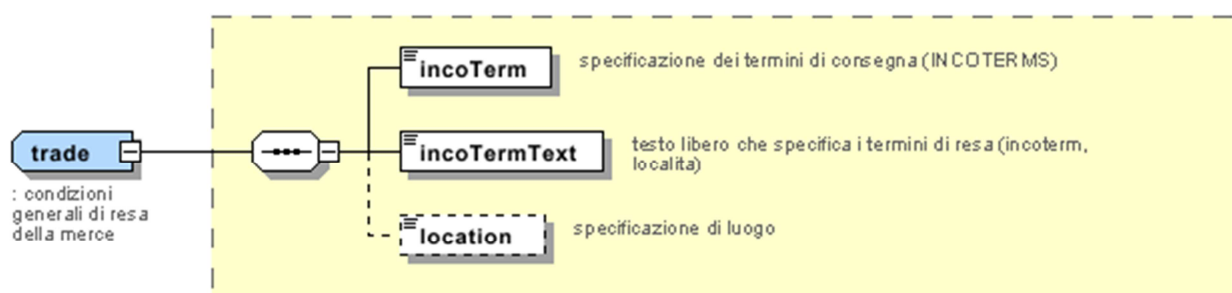 incoTerm
specificazione dei termini di consegna (INCOTERMS)
trade
: condizioni
generali di resa
della merce
incoTermText
testo libero che specifica i termini di resa (incoterm,
localita)
location
specificazione di luogo